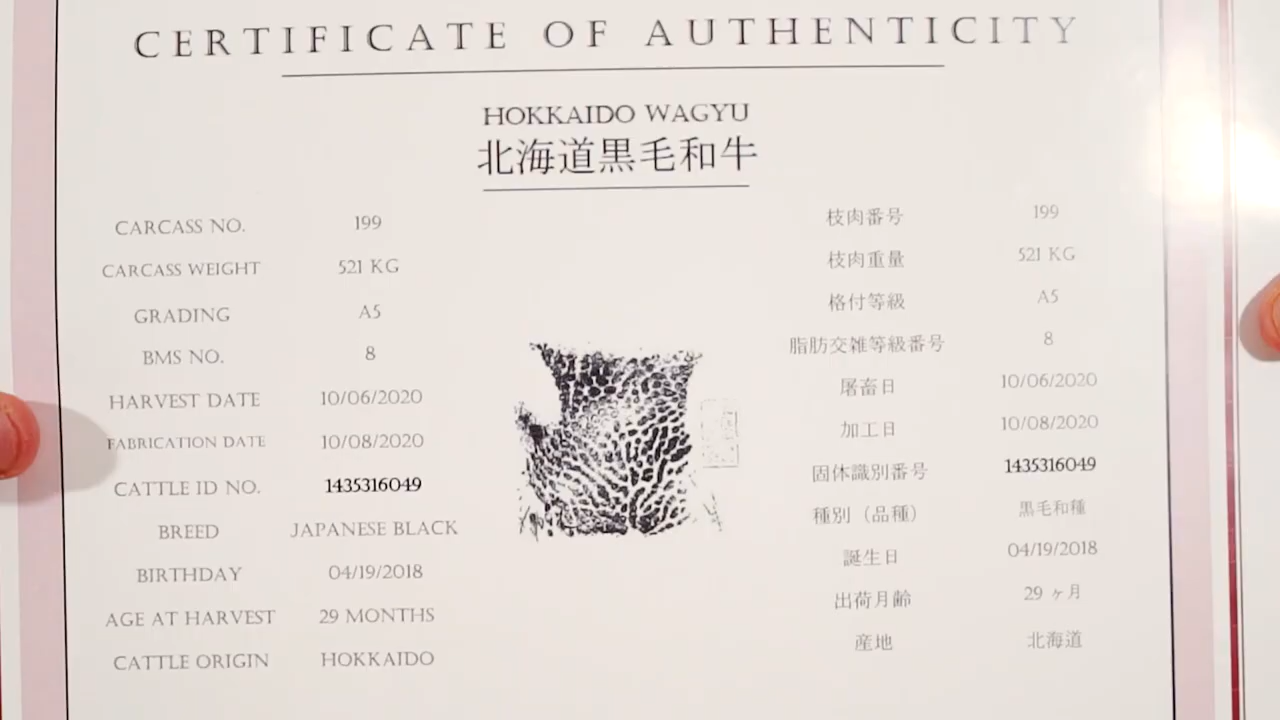 CERTIFICATE OF AUTHENTICITY
HOKKAIDO WAGYU
北海道黒毛和牛
CARCASS NO. 199
CARCASS WEIGHT 521 KG
GRADING A5
BMS NO. 8
HARVEST DATE 10/06/2020
FABRICATION DATE 10/08/2020
CATTLE ID NO. 1435316049
BREED JAPANESE BLACK
BIRTHDAY 04/19/2018
AGE AT HARVEST 29 MONTHS
CATTLE ORIGIN HOKKAIDO
枝肉番号 199
枝肉重量 521 KG
格付等級 A5
脂肪交雑等級番号 8
屠畜日 10/06/2020
加工日 10/08/2020
固体識別番号 1435316049
種別（品種） 黒毛和種
誕生日 04/19/2018
出荷月齢 29 ヶ月
産地 北海道